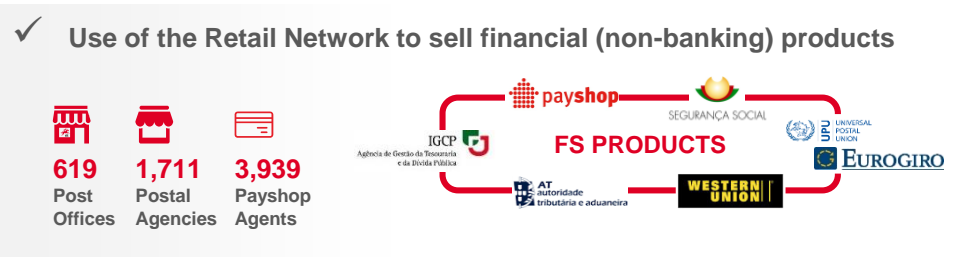 ✓ Use of the Retail Network to sell financial (non-banking) products
619
Post
Offices
1,711
Postal
Agencies
3,939
Payshop
Agents
payshop
SEGURANÇA SOCIAL
IGCP
Agência de Gestão da Tesouraria
e da Dívida Pública
FS PRODUCTS
UPU
UNIVERSAL
POSTAL
UNION
EUROGIRO
AT
autoridade
tributária e aduaneira
WESTERN
UNION